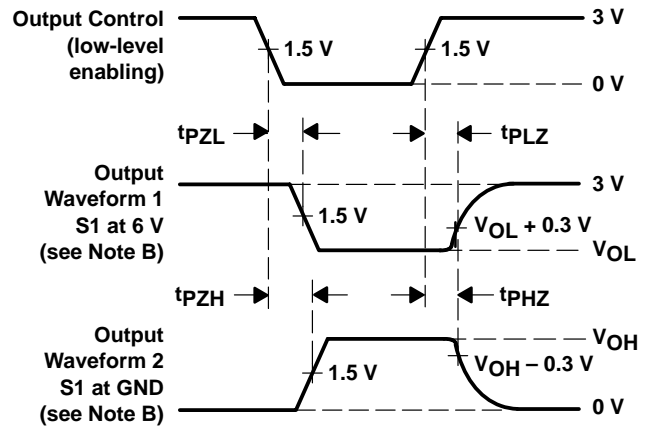 Output Control
(low-level
enabling)
1.5 V
1.5 V
3 V
0 V
tPZL
tPLZ
Output
Waveform 1
S1 at 6 V
(see Note B)
1.5 V
3 V
VOL + 0.3 V
VOL
tPZH
tPHZ
Output
Waveform 2
S1 at GND
(see Note B)
1.5 V
VOH
VOH – 0.3 V
0 V